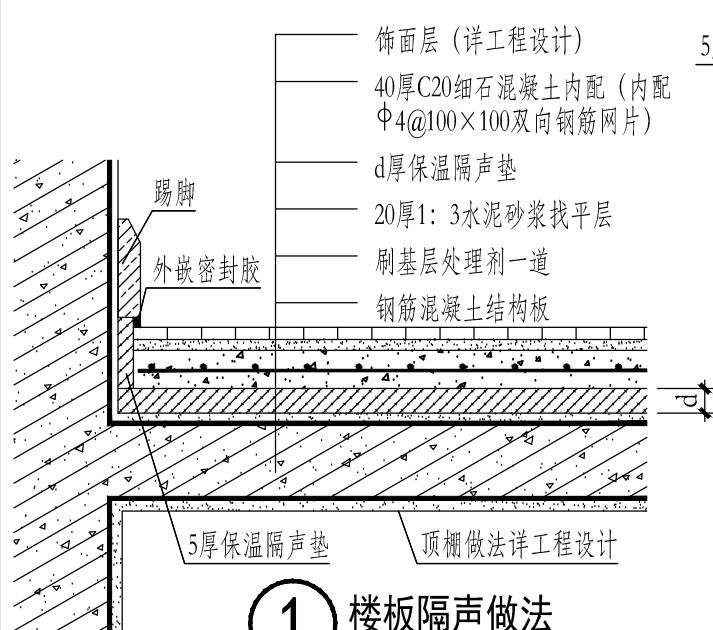 饰面层（详工程设计）
5
40厚C20细石混凝土内配（内配
ϕ4@100×100双向钢筋网片）
d厚保温隔声垫
踢脚
20厚1：3水泥砂浆找平层
外嵌密封胶
刷基层处理剂一道
钢筋混凝土结构板
d
5厚保温隔声垫
顶棚做法详工程设计
1 楼板隔声做法